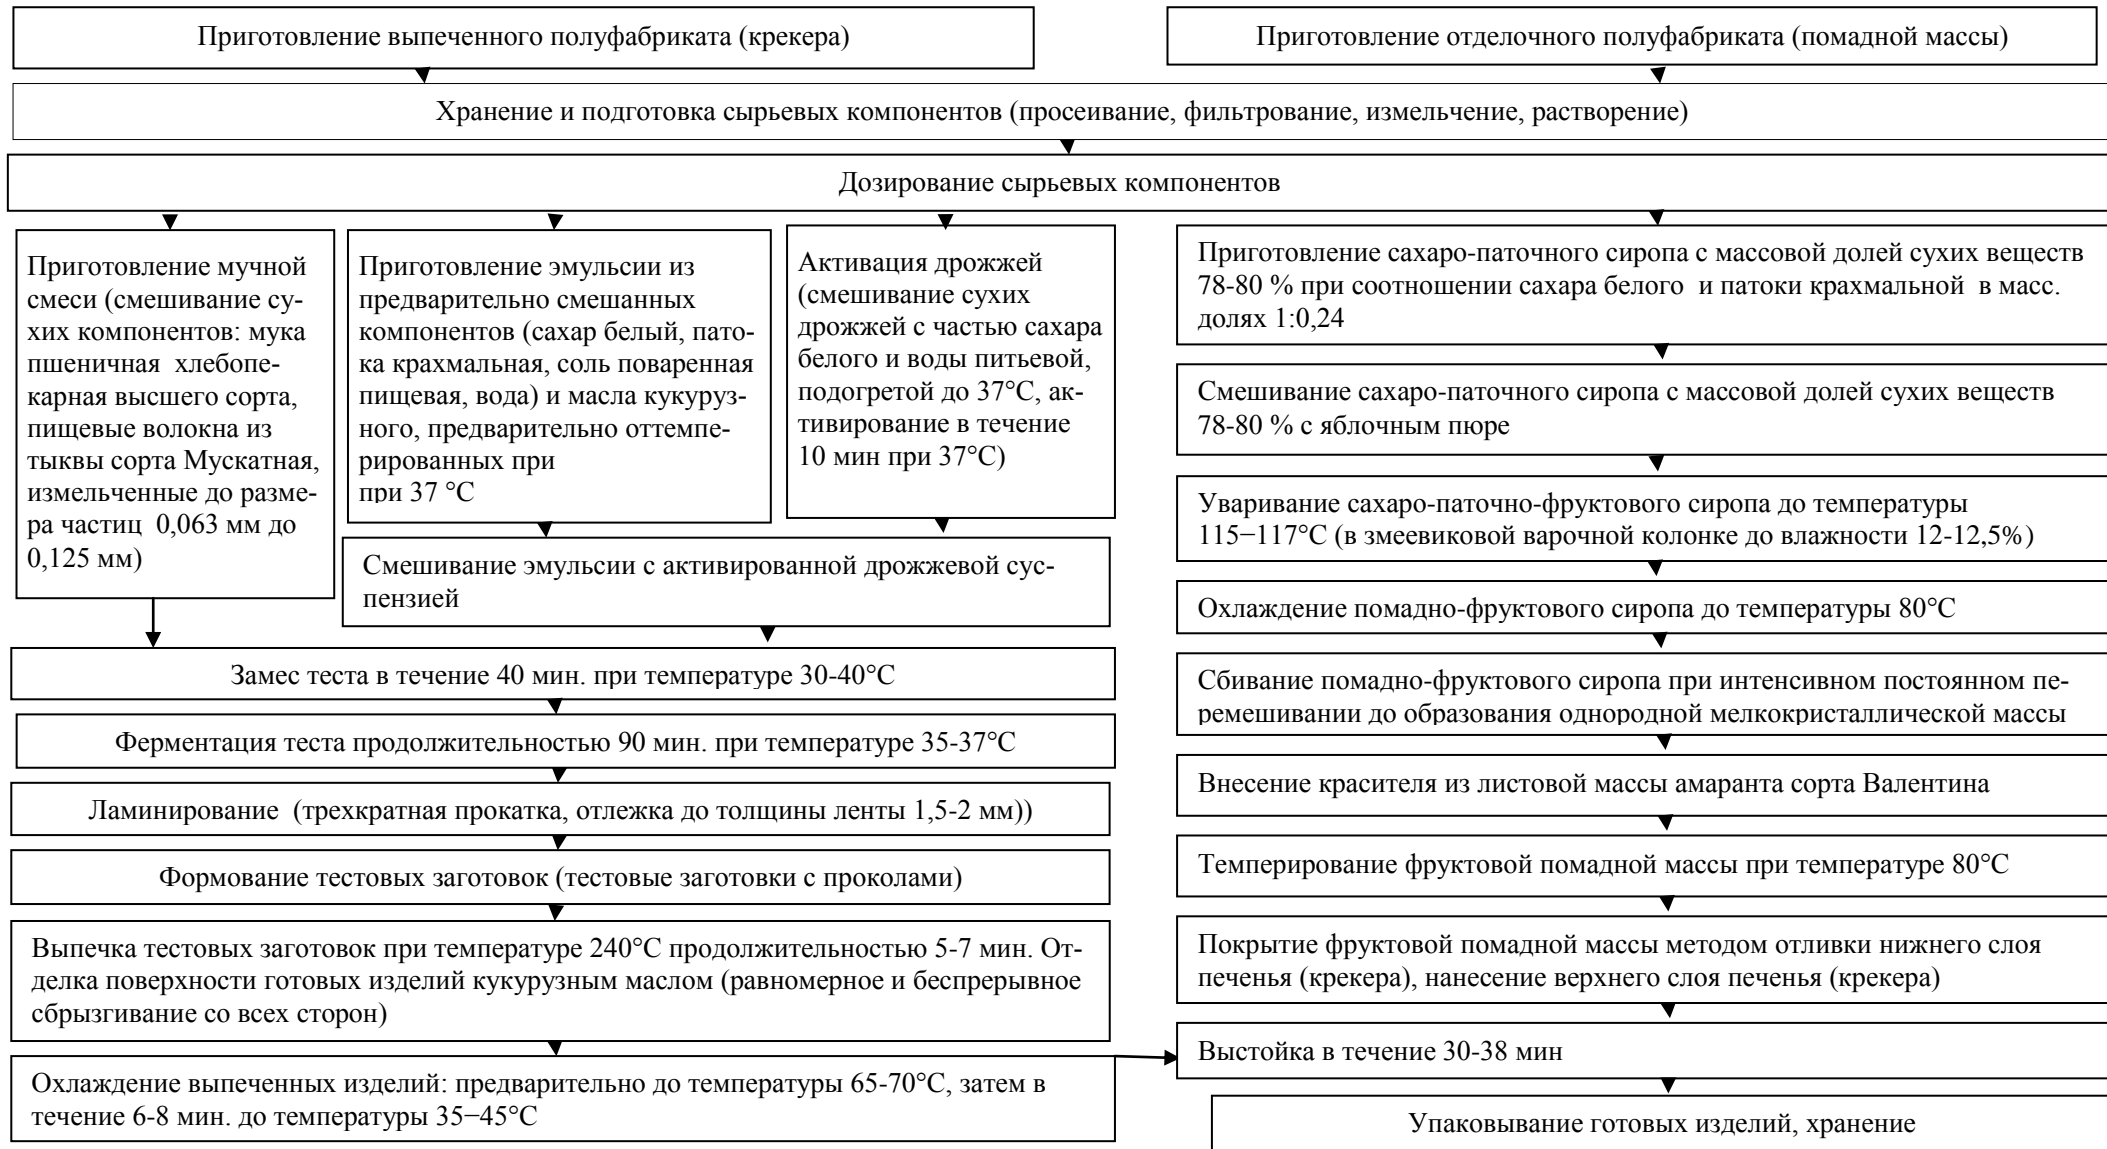 Приготовление выпеченного полуфабриката (крекера)
Приготовление отделочного полуфабриката (помадной массы)
Хранение и подготовка сырьевых компонентов (просеивание, фильтрование, измельчение, растворение)
Дозирование сырьевых компонентов
Приготовление мучной
смеси (смешивание су-
хих компонентов: мука
пшеничная хлебопе-
карная высшего сорта,
пищевые волокна из
тыквы сорта Мускатная,
измельченные до разме-
ра частиц 0,063 мм до
0,125 мм)
Приготовление эмульсии из
предварительно смешанных
компонентов (сахар белый, пато-
ка крахмальная, соль поваренная
пищевая, вода) и масла кукуруз-
ного, предварительно оттемпе-
рированных при
при 37 °С
Активация дрожжей
(смешивание сухих
дрожжей с частью сахара
белого и воды питьевой,
подогретой до 37°С, ак-
тивирование в течение
10 мин при 37°С)
Смешивание эмульсии с активированной дрожжевой сус-
пензией
Замес теста в течение 40 мин. при температуре 30-40°С
Ферментация теста продолжительностью 90 мин. при температуре 35-37°С
Ламинирование (трехкратная прокатка, отлежка до толщины ленты 1,5-2 мм))
Формование тестовых заготовок (тестовые заготовки с проколами)
Выпечка тестовых заготовок при температуре 240°С продолжительностью 5-7 мин. От-
делка поверхности готовых изделий кукурузным маслом (равномерное и беспрерывное
сбрызгивание со всех сторон)
Охлаждение выпеченных изделий: предварительно до температуры 65-70°С, затем в
течение 6-8 мин. до температуры 35−45°С
Приготовление сахаро-паточного сиропа с массовой долей сухих веществ
78-80 % при соотношении сахара белого и патоки крахмальной в масс.
долях 1:0,24
Смешивание сахаро-паточного сиропа с массовой долей сухих веществ
78-80 % с яблочным пюре
Уваривание сахаро-паточно-фруктового сиропа до температуры
115−117°С (в змеевиковой варочной колонке до влажности 12-12,5%)
Охлаждение помадно-фруктового сиропа до температуры 80°С
Сбивание помадно-фруктового сиропа при интенсивном постоянном пе-
ремешивании до образования однородной мелкокристаллической массы
Внесение красителя из листовой массы амаранта сорта Валентина
Темперирование фруктовой помадной массы при температуре 80°С
Покрытие фруктовой помадной массы методом отливки нижнего слоя
печенья (крекера), нанесение верхнего слоя печенья (крекера)
Выстойка в течение 30-38 мин
Упаковывание готовых изделий, хранение